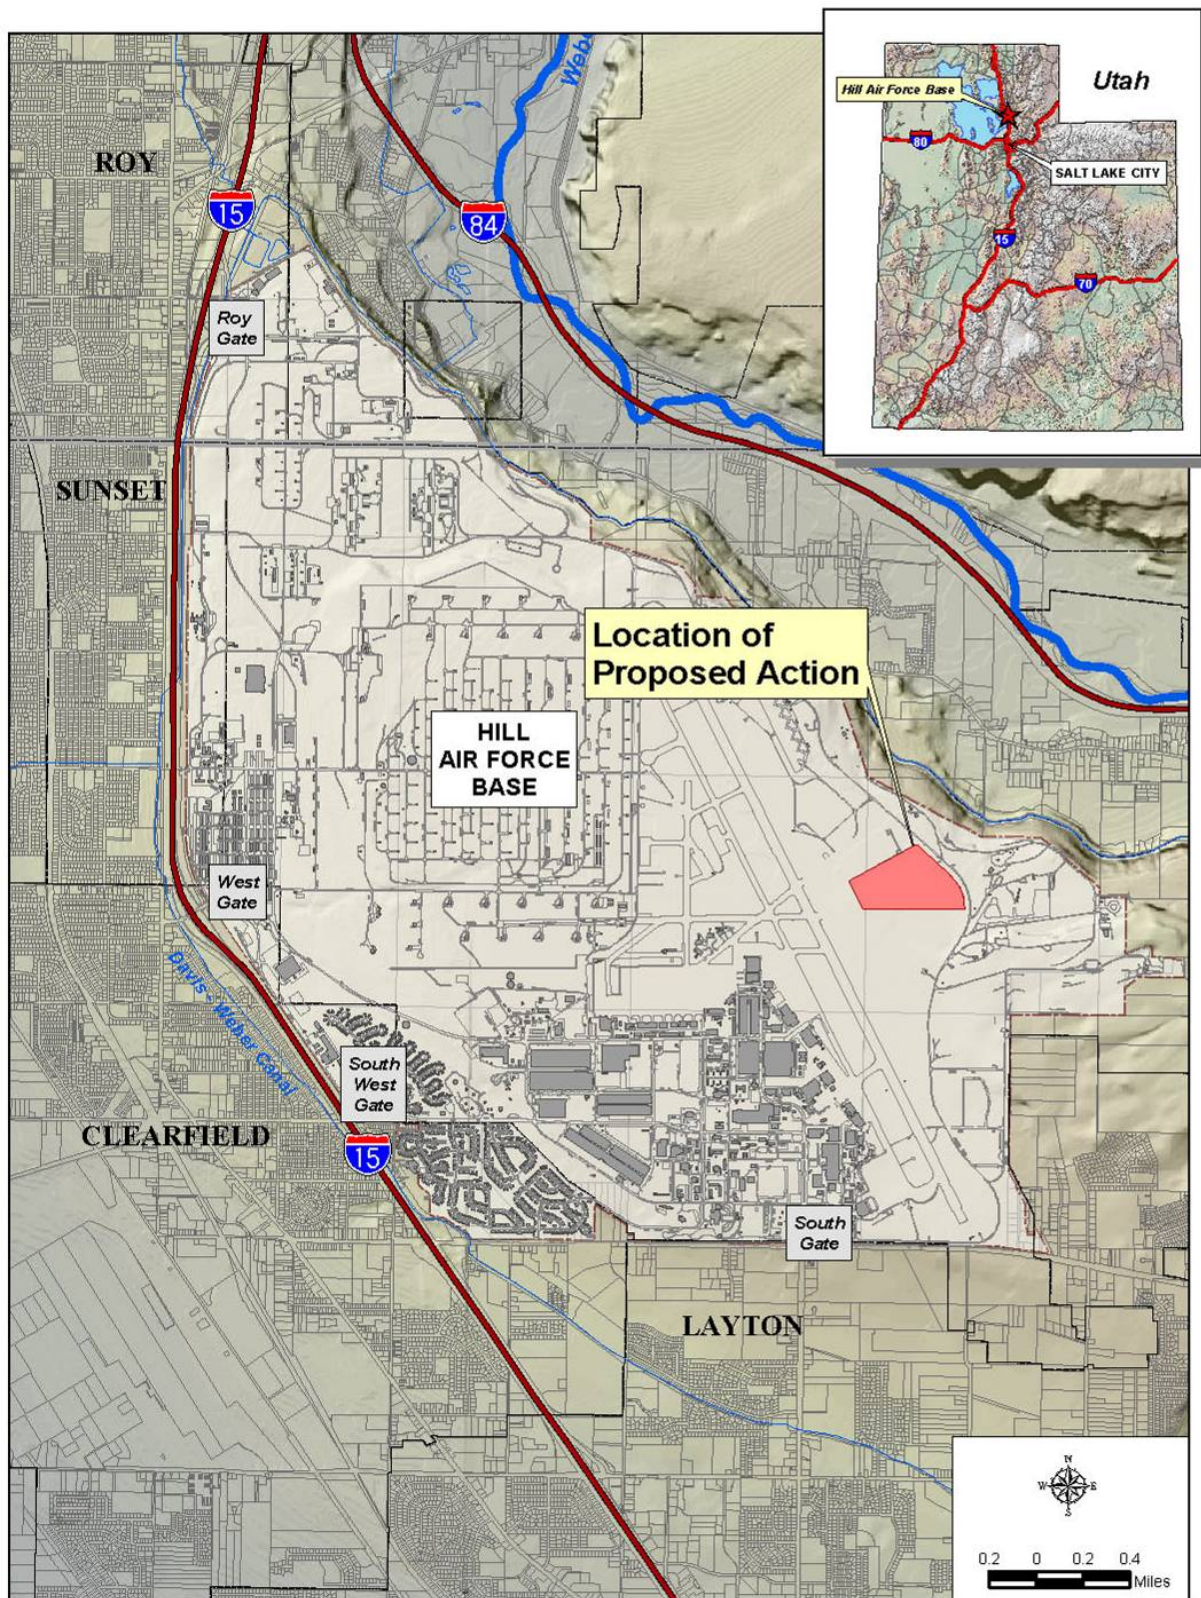 Webe
Utah
Hill Air Force Base
80
SALT LAKE CITY
15
70
ROY
15
84
Roy
Gate
SUNSET
Location of
Proposed Action
HILL
AIR FORCE
BASE
West
Gate
Davis - Weber Canal
South
West
Gate
CLEARFIELD
15
South
Gate
LAYTON
N
W
E
S
0.2 0 0.2 0.4
Miles